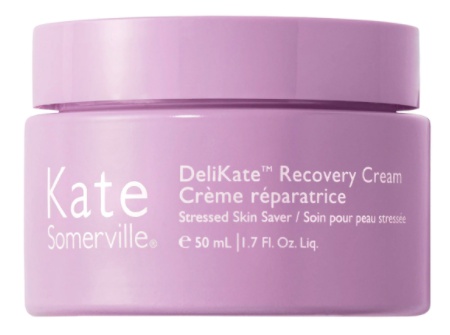 Kate
Somerville®
DeliKate™ Recovery Cream
Crème réparatrice
Stressed Skin Saver / Soin pour peau stressée
℮ 50 mL | 1.7 Fl. Oz. Liq.